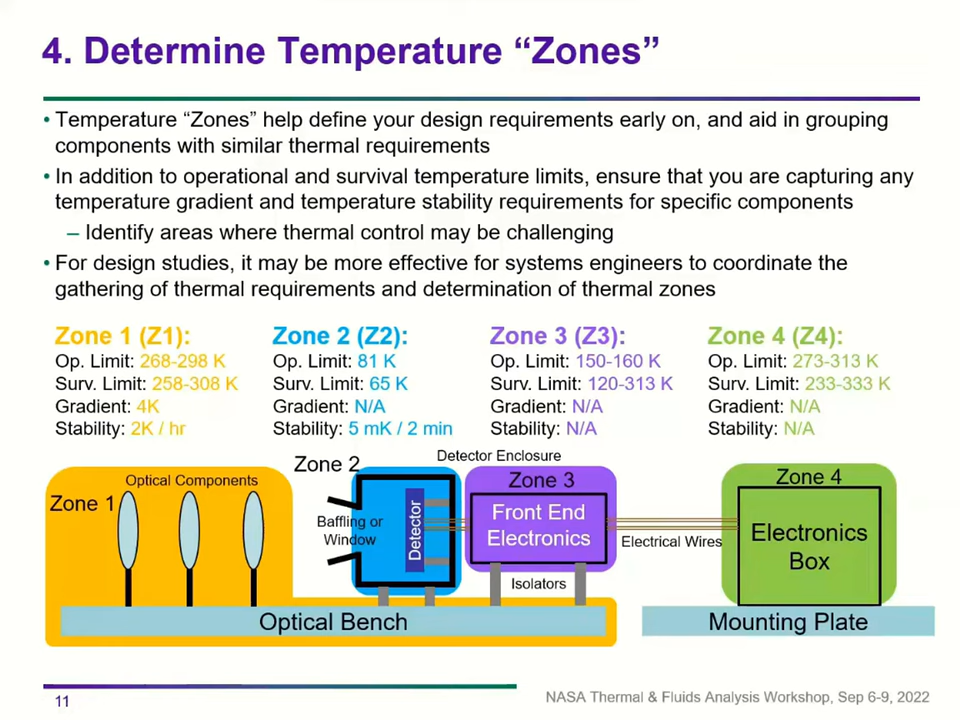 4. Determine Temperature “Zones”
• Temperature “Zones” help define your design requirements early on, and aid in grouping
components with similar thermal requirements
• In addition to operational and survival temperature limits, ensure that you are capturing any
temperature gradient and temperature stability requirements for specific components
– Identify areas where thermal control may be challenging
• For design studies, it may be more effective for systems engineers to coordinate the
gathering of thermal requirements and determination of thermal zones
Zone 1 (Z1):
Op. Limit: 268-298 K
Surv. Limit: 258-308 K
Gradient: 4K
Stability: 2K / hr
Zone 2 (Z2):
Op. Limit: 81 K
Surv. Limit: 65 K
Gradient: N/A
Stability: 5 mK / 2 min
Zone 3 (Z3):
Op. Limit: 150-160 K
Surv. Limit: 120-313 K
Gradient: N/A
Stability: N/A
Zone 4 (Z4):
Op. Limit: 273-313 K
Surv. Limit: 233-333 K
Gradient: N/A
Stability: N/A
Zone 1
Optical Components
Zone 2
Baffling or
Window
Detector
Detector Enclosure
Zone 3
Front End
Electronics
Isolators
Electrical Wires
Zone 4
Electronics
Box
Optical Bench
Mounting Plate
11
NASA Thermal & Fluids Analysis Workshop, Sep 6-9, 2022